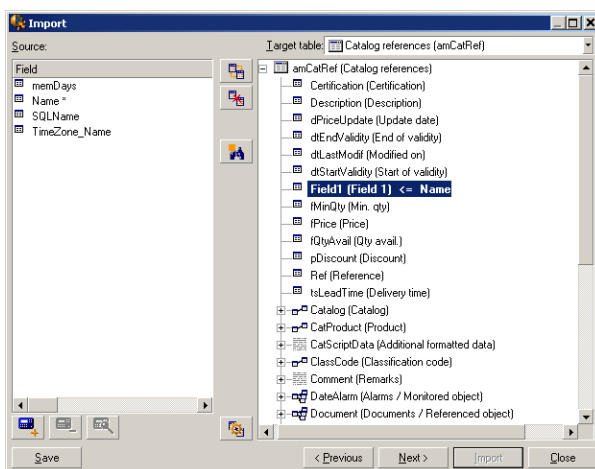 Import
Source:
Target table: Catalog references (amCatRef)
Field
memDays
Name *
SQLName
TimeZone_Name
amCatRef (Catalog references)
Certification (Certification)
Description (Description)
dPriceUpdate (Update date)
dtEndValidity (End of validity)
dtLastModif (Modified on)
dtStartValidity (Start of validity)
Field1 (Field 1) <= Name
fMinQty (Min. qty)
fPrice (Price)
fQtyAvail (Qty avail.)
pDiscount (Discount)
Ref (Reference)
tsLeadTime (Delivery time)
Catalog (Catalog)
CatProduct (Product)
CatScriptData (Additional formatted data)
ClassCode (Classification code)
Comment (Remarks)
DateAlarm (Alarms / Monitored object)
Document (Documents / Referenced object)
Save
< Previous
Next >
Import
Close